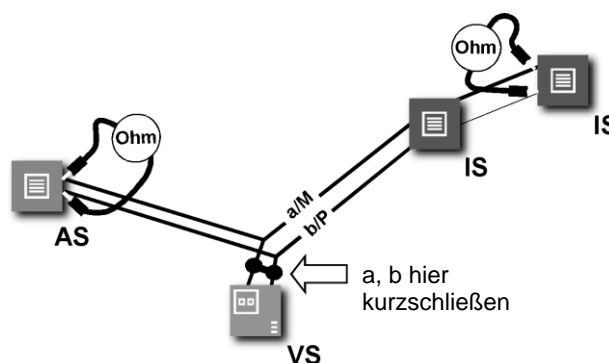 Ohm
IS
Ohm
IS
a/M
b/P
AS
a, b hier
kurzschließen
VS